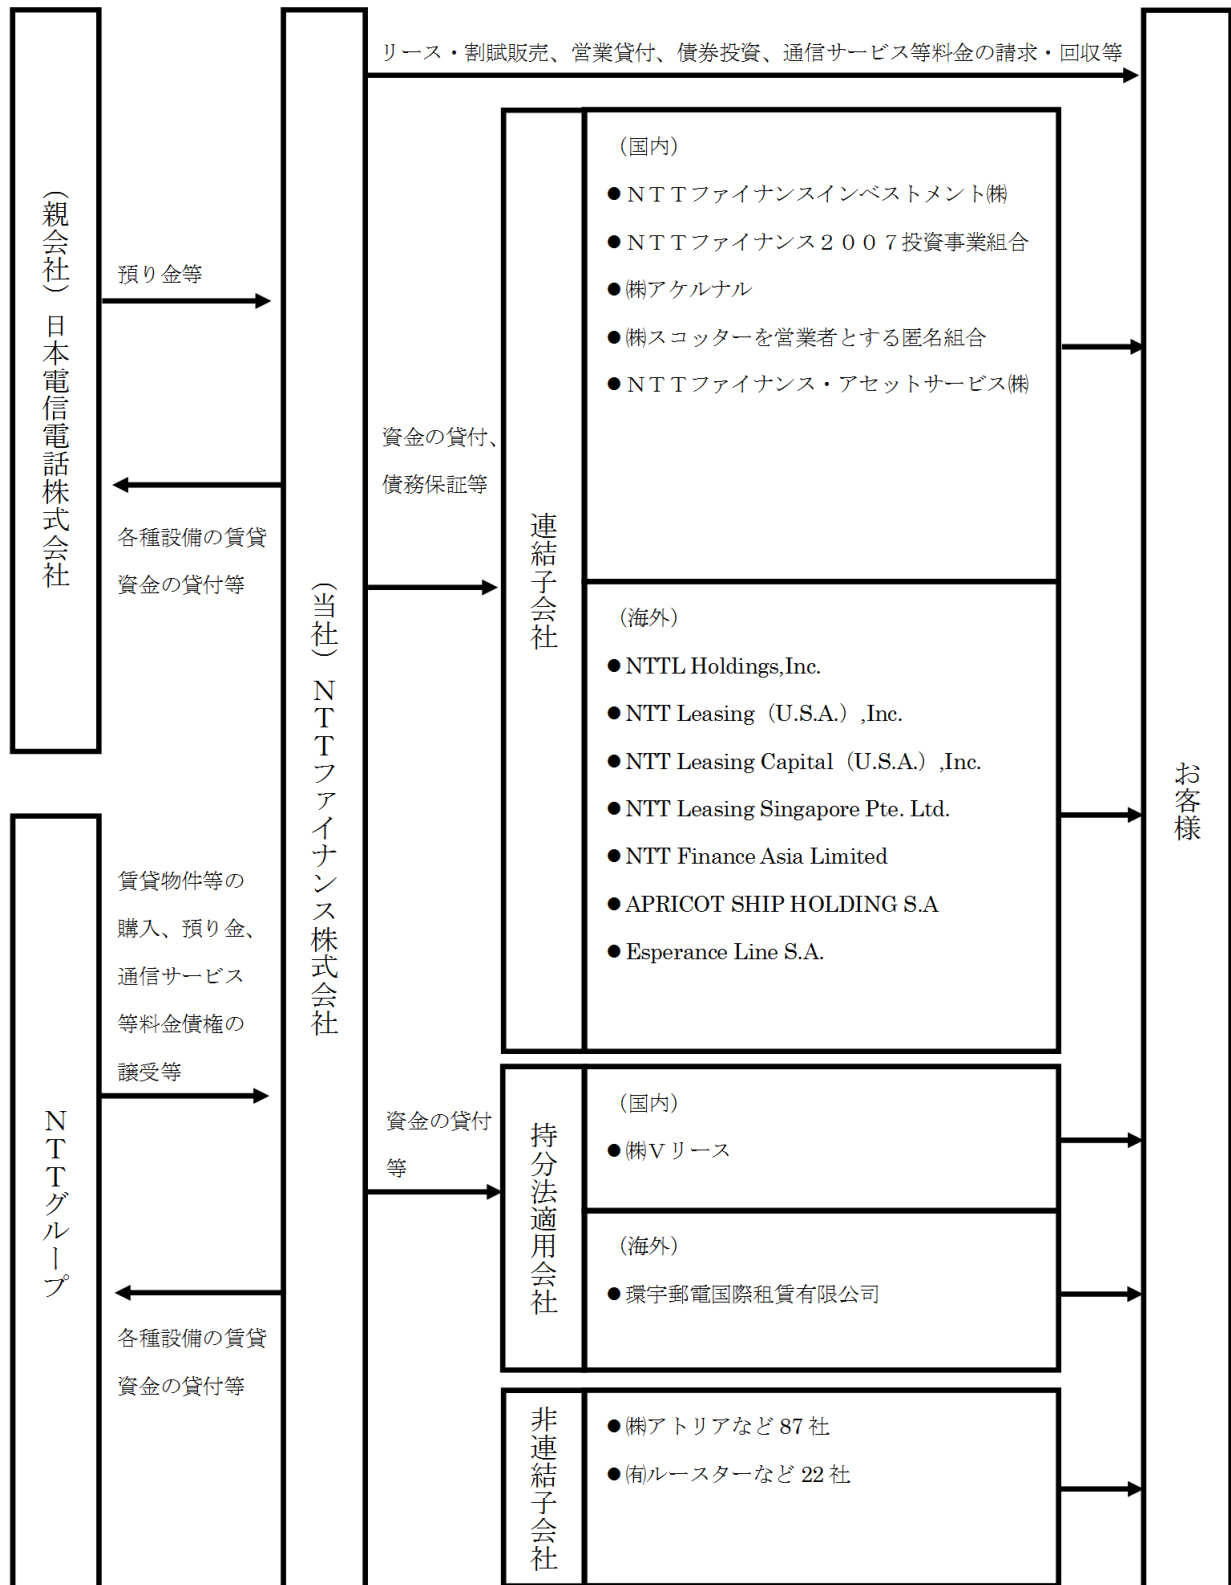 リース・割賦販売、営業貸付、債券投資、通信サービス等料金の請求・回収等
（親会社）日本電信電話株式会社
預り金等
各種設備の賃貸
資金の貸付等
ＮＴＴグループ
賃貸物件等の
購入、預り金、
通信サービス
等料金債権の
譲受等
各種設備の賃貸
資金の貸付等
（当社）ＮＴＴファイナンス株式会社
資金の貸付、
債務保証等
連結子会社
（国内）
●ＮＴＴファイナンスインベストメント㈱
●ＮＴＴファイナンス２００７投資事業組合
●㈱アケルナル
●㈱スコッターを営業者とする匿名組合
●ＮＴＴファイナンス・アセットサービス㈱
（海外）
●NTTL Holdings,Inc.
●NTT Leasing（U.S.A.）,Inc.
●NTT Leasing Capital（U.S.A.）,Inc.
●NTT Leasing Singapore Pte. Ltd.
●NTT Finance Asia Limited
●APRICOT SHIP HOLDING S.A
●Esperance Line S.A.
資金の貸付
等
持分法適用会社
（国内）
●㈱Ｖリース
（海外）
●環宇郵電国際租賃有限公司
非連結子会社
●㈱アトリアなど 87 社
●㈲ルースターなど 22 社
お客様